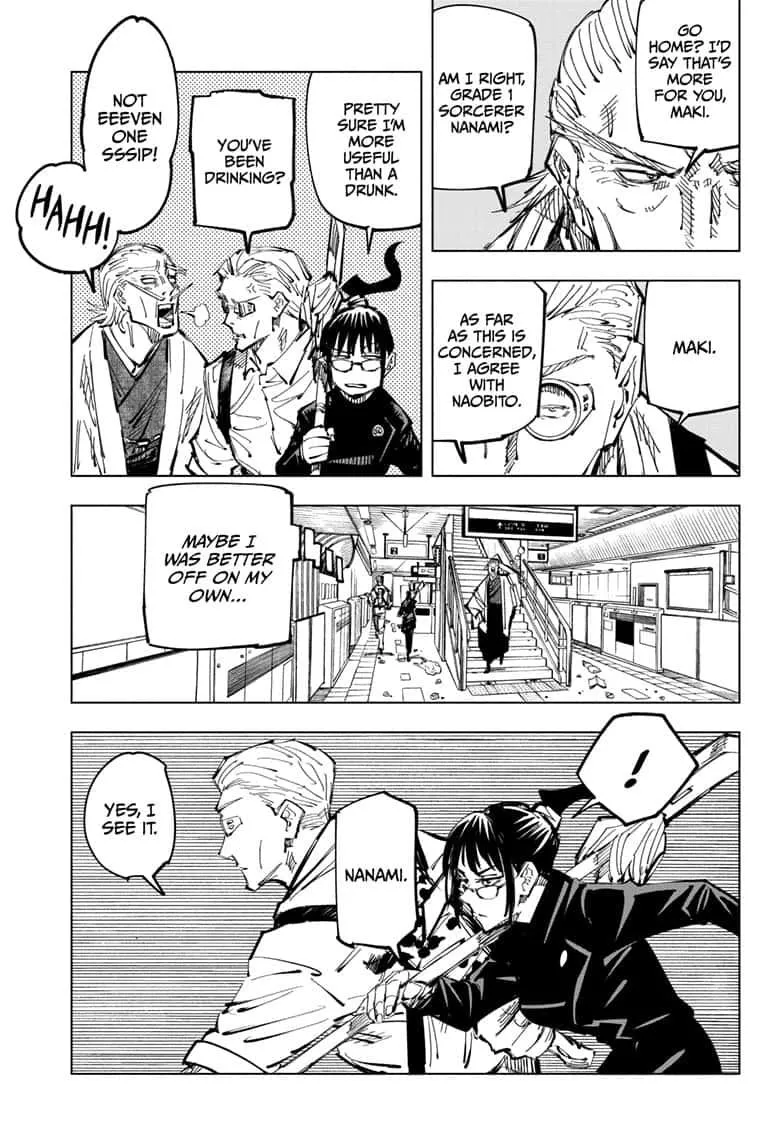 GO
HOME? I'D
SAY THAT'S
MORE
FOR YOU,
MAKI.
AM I RIGHT,
GRADE 1
SORCERER
NANAMI?
PRETTY
SURE I'M
MORE
USEFUL
THAN A
DRUNK.
YOU'VE
BEEN
DRINKING?
NOT
EEEVEN
ONE
SSSIP!
HAHH!
MAKI.
AS FAR
AS THIS IS
CONCERNED,
I AGREE
WITH
NAOBITO.
MAYBE I
WAS BETTER
OFF ON MY
OWN...
2
!
NANAMI.
YES, I
SEE IT.